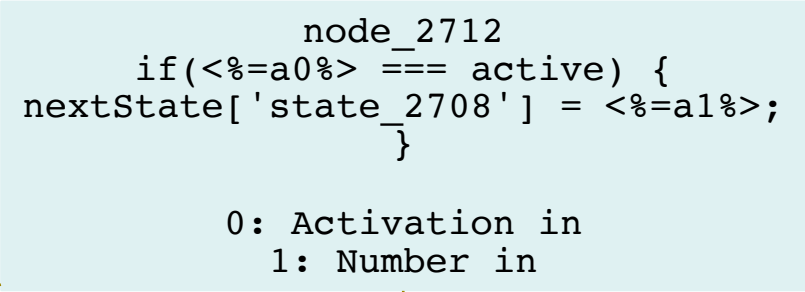 node_2712
if(<%=a0%> === active) {
nextState['state_2708'] = <%=a1%>;
}
0: Activation in
1: Number in